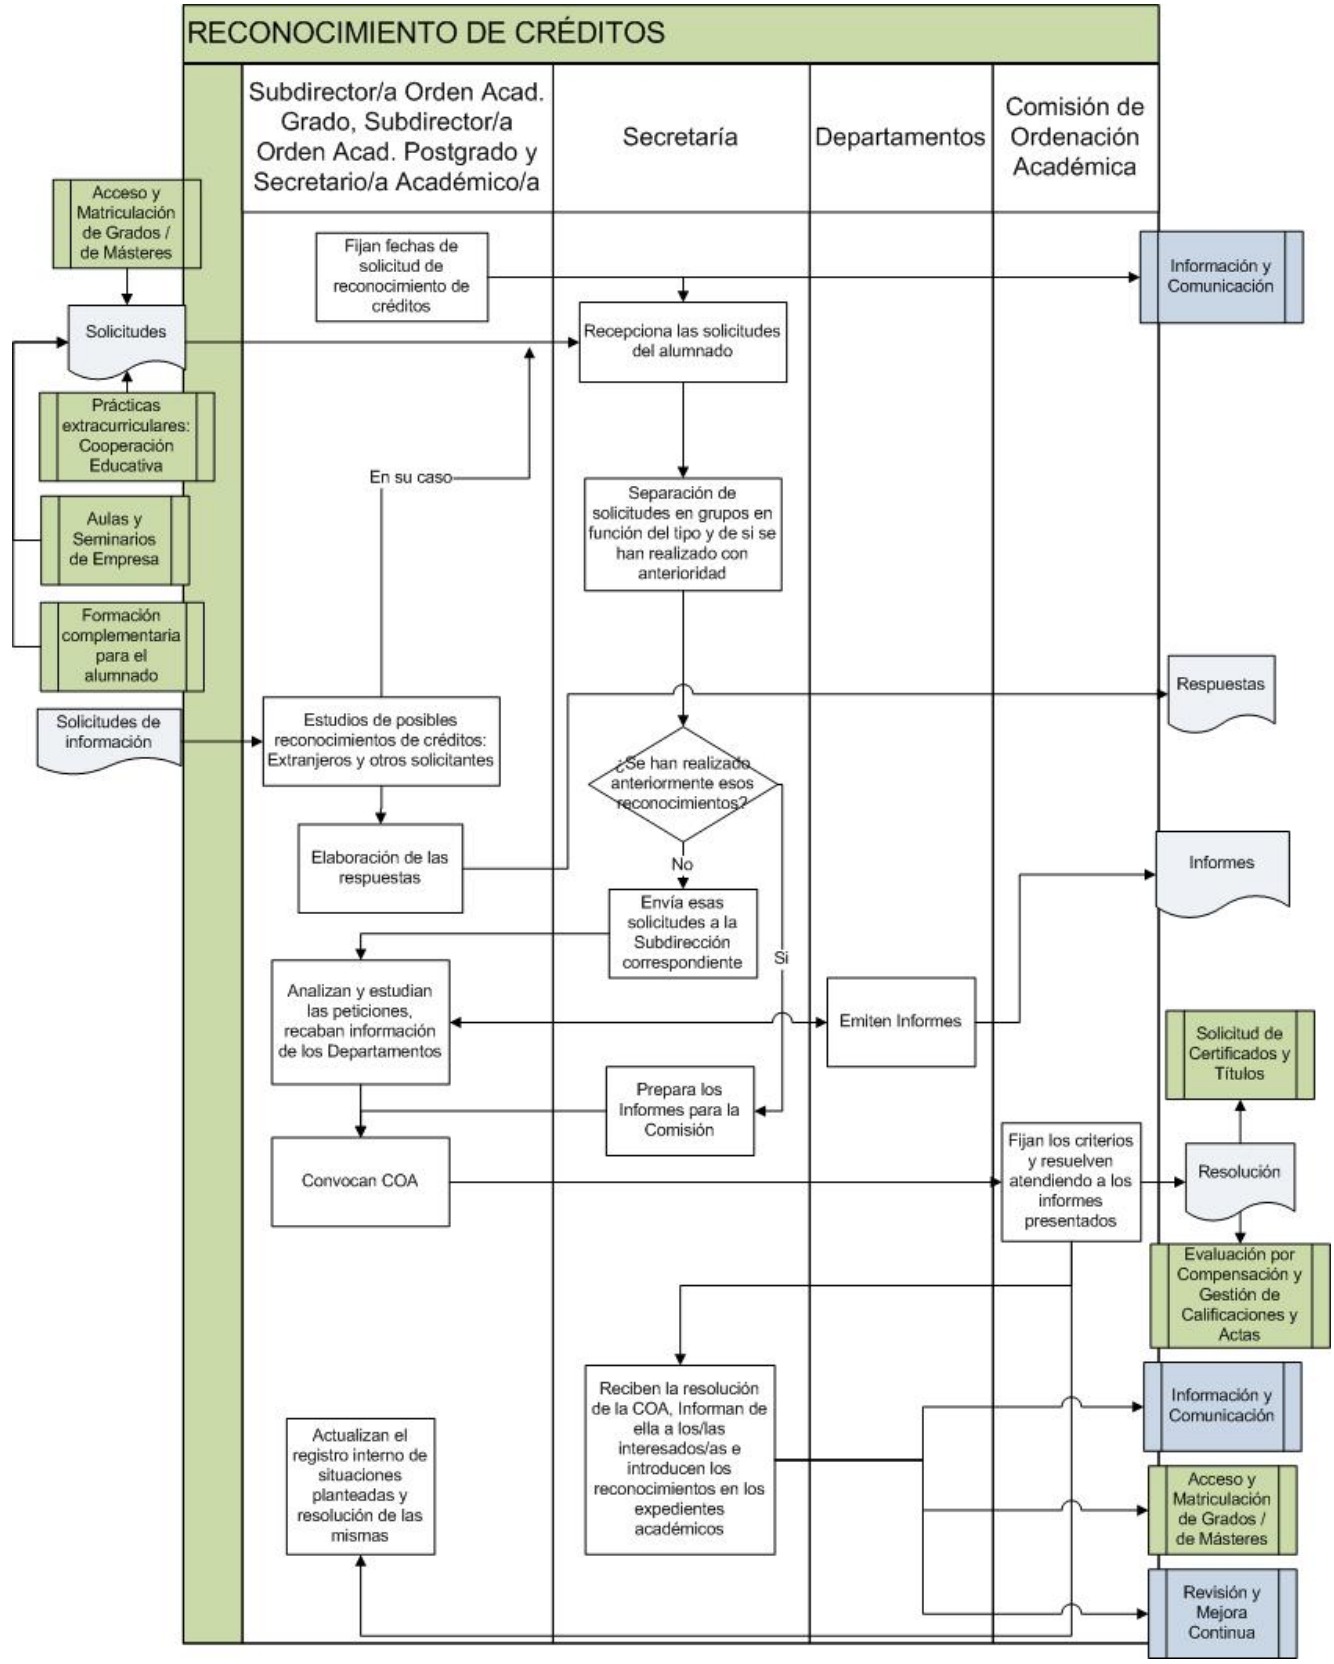 RECONOCIMIENTO DE CRÉDITOS
Subdirector/a Orden Acad.
Grado, Subdirector/a
Orden Acad. Postgrado y
Secretario/a Académico/a
Secretaría
Departamentos
Comisión de
Ordenación
Académica
Acceso y
Matriculación
de Grados /
de Másteres
Fijan fechas de
solicitud de
reconocimiento de
créditos
Información y
Comunicación
Solicitudes
Recepciona las solicitudes
del alumnado
Prácticas
extracurriculares:
Cooperación
Educativa
En su caso
Separación de
solicitudes en grupos en
función del tipo y de si se
han realizado con
anterioridad
Aulas y
Seminarios
de Empresa
Formación
complementaria
para el
alumnado
Respuestas
Solicitudes de
información
Estudios de posibles
reconocimientos de créditos:
Extranjeros y otros solicitantes
¿Se han realizado
anteriormente esos
reconocimientos?
Elaboración de las
respuestas
No
Informes
Envía esas
solicitudes a la
Subdirección
correspondiente
Si
Analizan y estudian
las peticiones,
recaban información
de los Departamentos
Emiten Informes
Solicitud de
Certificados y
Títulos
Prepara los
Informes para la
Comisión
Convocan COA
Fijan los criterios
y resuelven
atendiendo a los
informes
presentados
Resolución
Evaluación por
Compensación y
Gestión de
Calificaciones y
Actas
Reciben la resolución
de la COA, Informan de
ella a los/las
interesados/as e
introducen los
reconocimientos en los
expedientes
académicos
Información y
Comunicación
Actualizan el
registro interno de
situaciones
planteadas y
resolución de las
mismas
Acceso y
Matriculación
de Grados /
de Másteres
Revisión y
Mejora
Continua